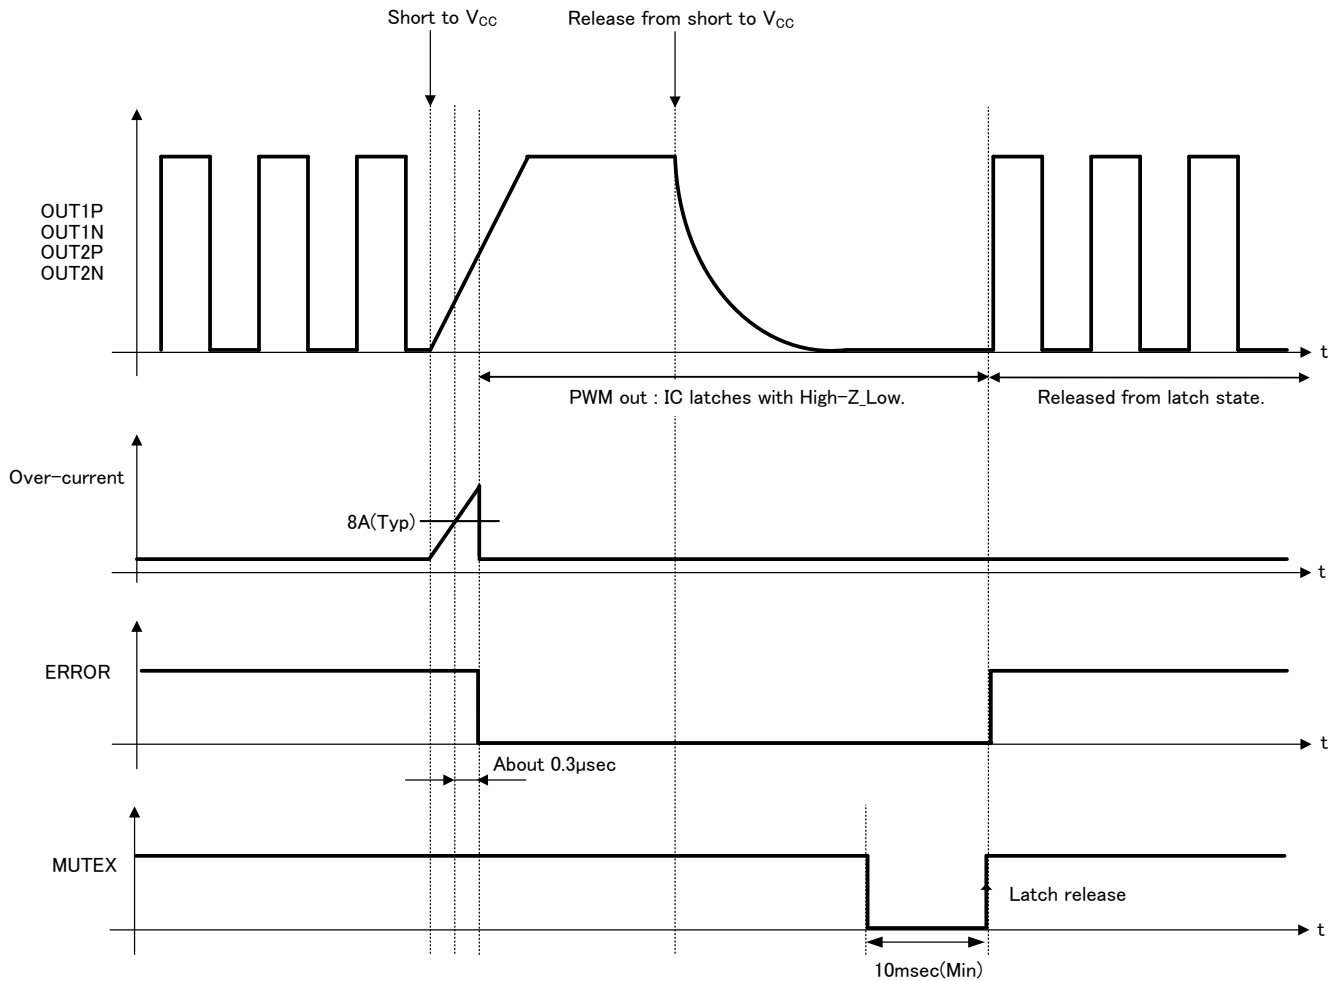 Short to VCC
Release from short to VCC
OUT1P
OUT1N
OUT2P
OUT2N
t
PWM out : IC latches with High-Z_Low.
Released from latch state.
Over-current
8A(Typ)
t
ERROR
t
About 0.3μsec
MUTEX
Latch release
t
10msec(Min)